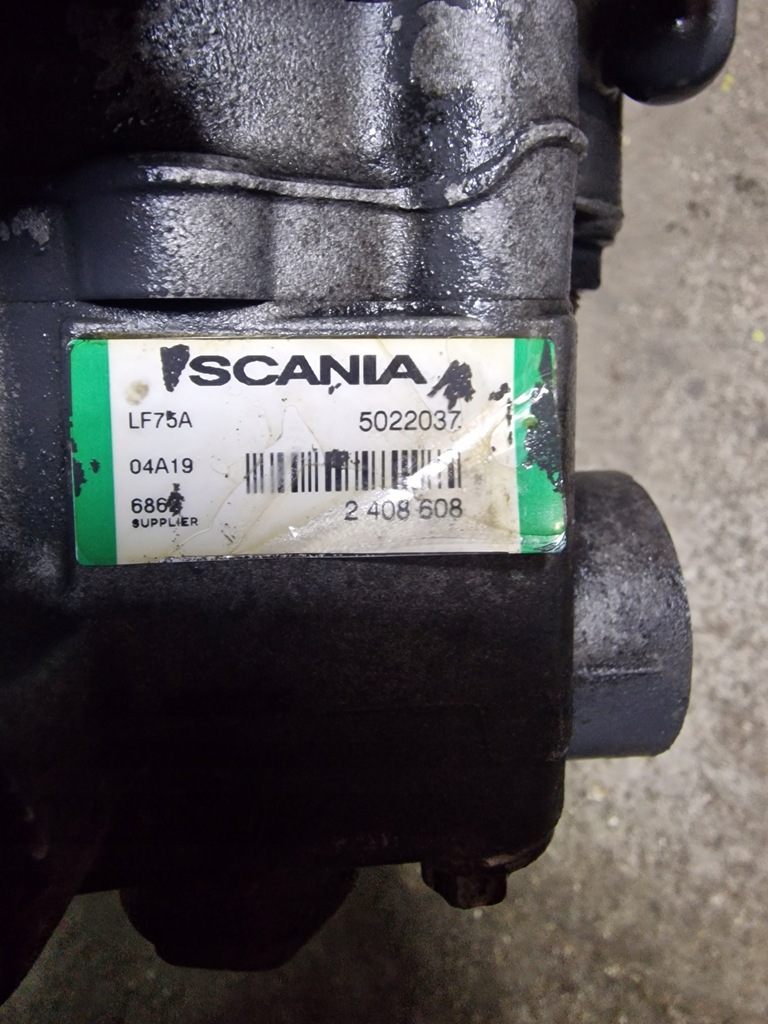 SCANIA
LF75A 5022037
04A19
2 408 608
SUPPLIER